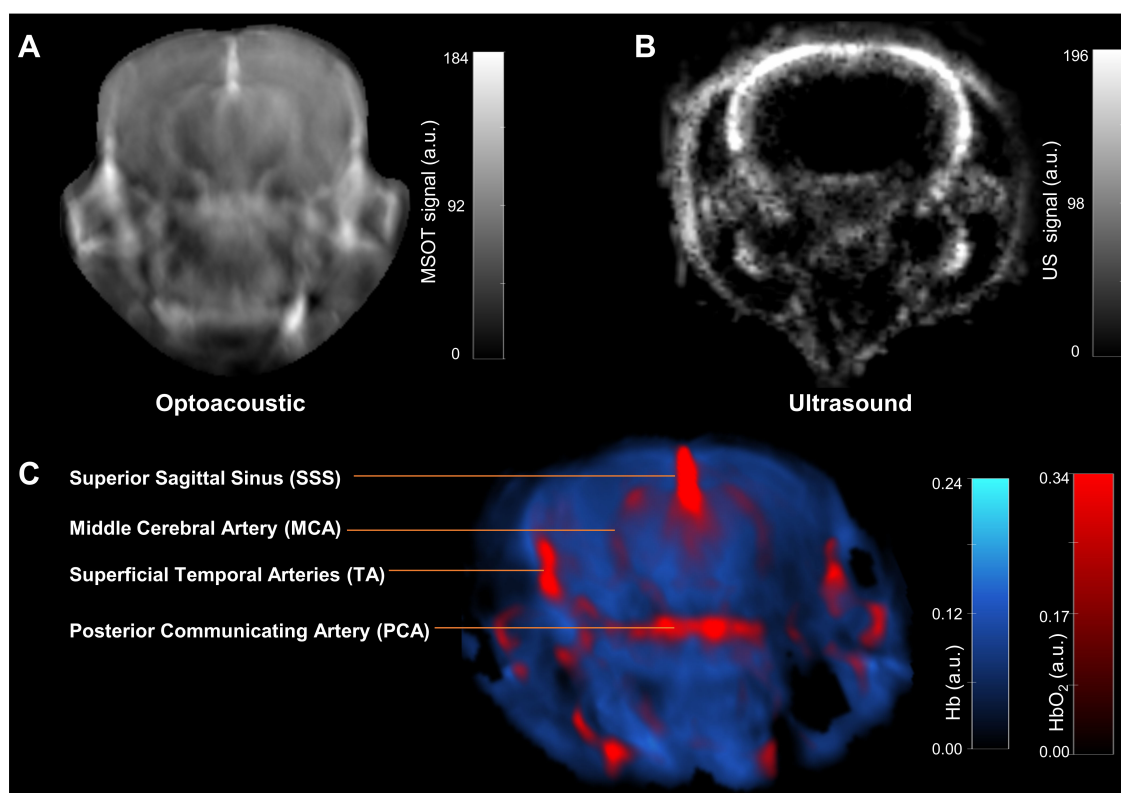 A
184
MSOT signal (a.u.)
92
0
Optoacoustic
B
196
US signal (a.u.)
98
0
Ultrasound
C
Superior Sagittal Sinus (SSS)
Middle Cerebral Artery (MCA)
Superficial Temporal Arteries (TA)
Posterior Communicating Artery (PCA)
0.24
0.12
Hb (a.u.)
0.00
0.34
0.17
HbO₂ (a.u.)
0.00